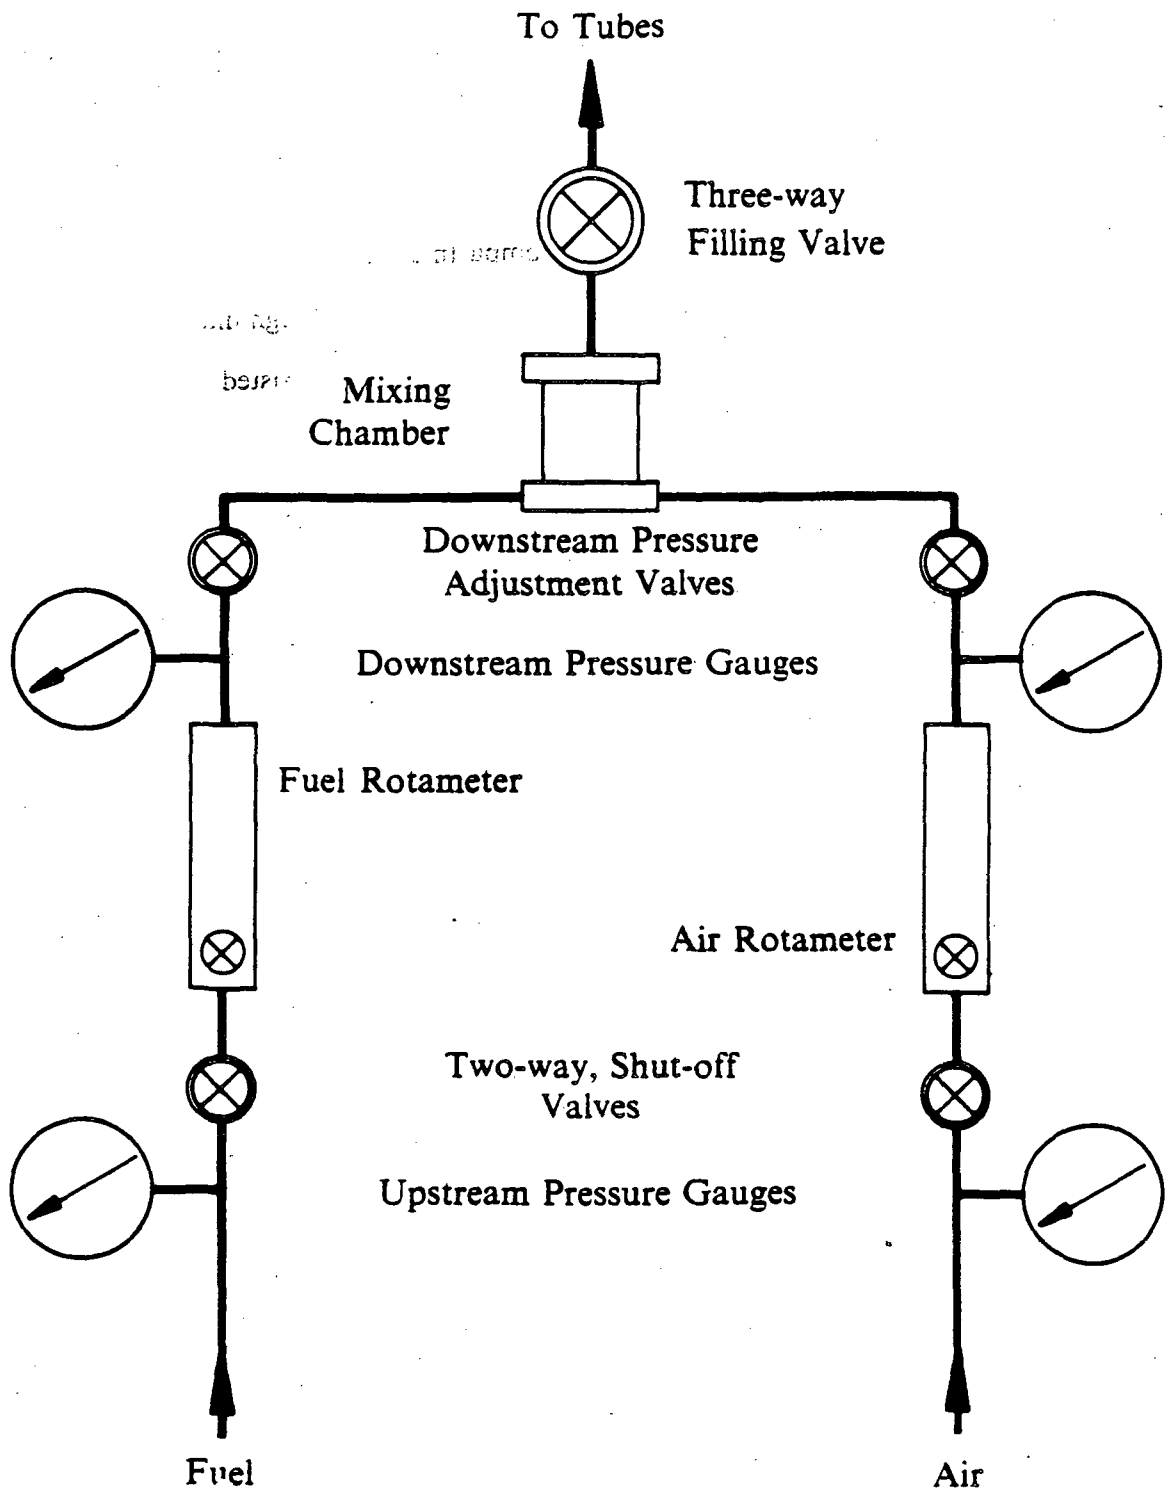 To Tubes
Three-way
Filling Valve
Mixing
Chamber
Downstream Pressure
Adjustment Valves
Downstream Pressure Gauges
Fuel Rotameter
Air Rotameter
Two-way, Shut-off
Valves
Upstream Pressure Gauges
Fuel
Air